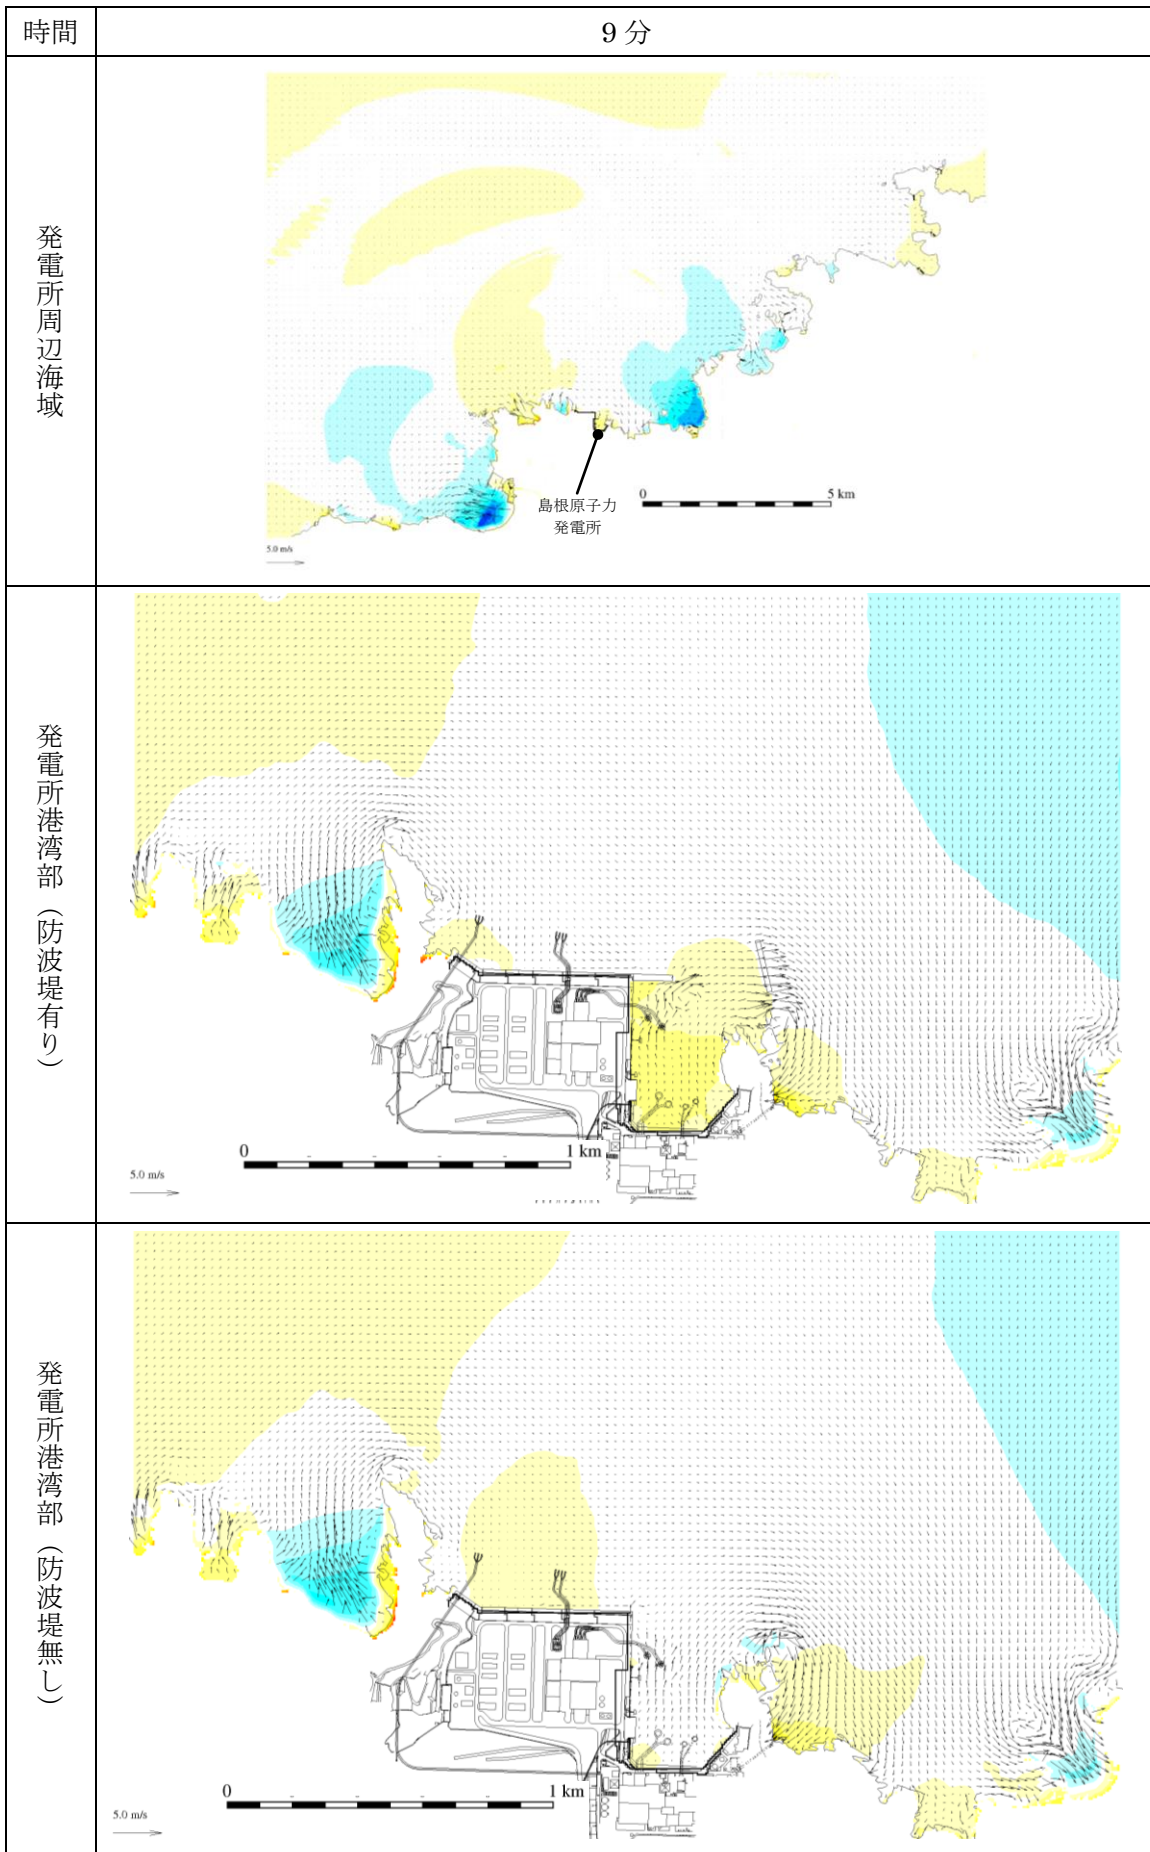 時間
9分
発電所周辺海域
島根原子力
発電所
0 5 km
5.0 m/s
発電所港湾部（防波堤有り）
0 1 km
5.0 m/s
発電所港湾部（防波堤無し）
0 1 km
5.0 m/s